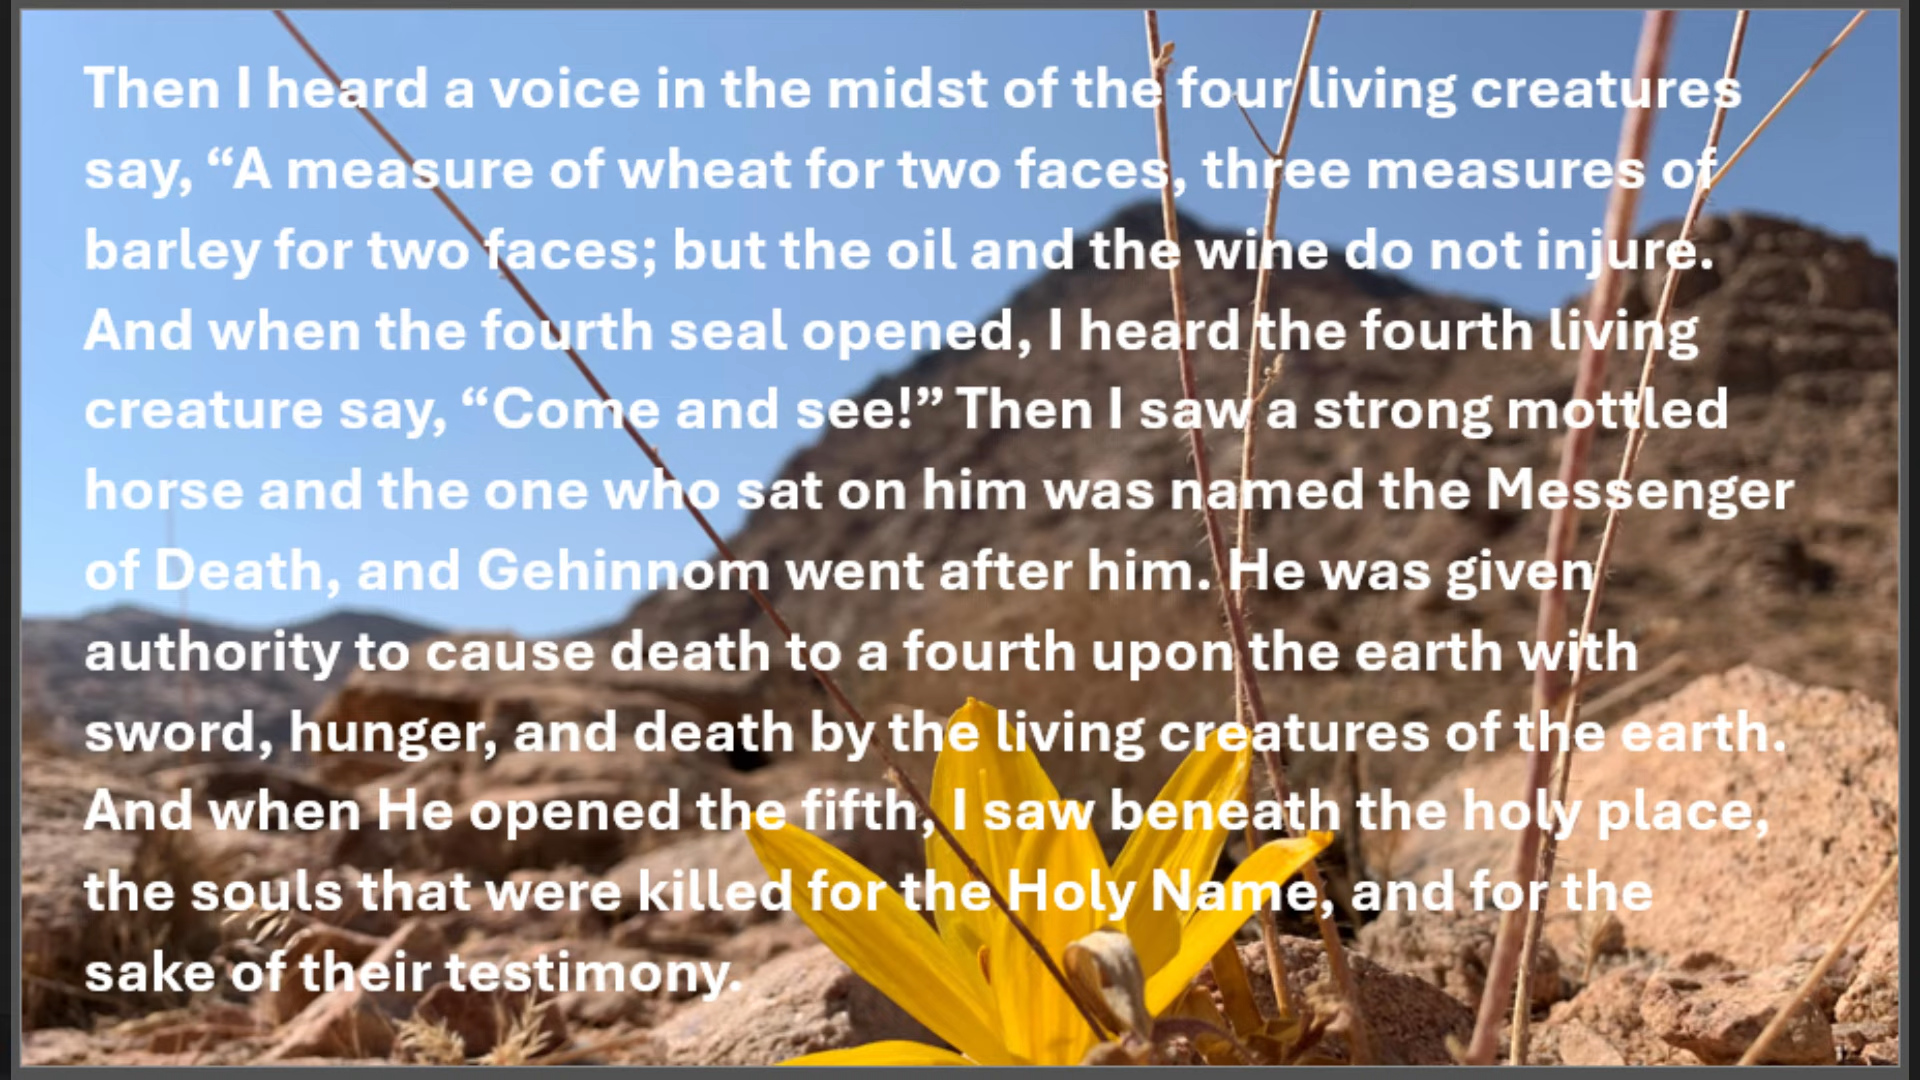 Then I heard a voice in the midst of the four living creatures
say, “A measure of wheat for two faces, three measures of
barley for two faces; but the oil and the wine do not injure.
And when the fourth seal opened, I heard the fourth living
creature say, “Come and see!” Then I saw a strong mottled
horse and the one who sat on him was named the Messenger
of Death, and Gehinnom went after him. He was given
authority to cause death to a fourth upon the earth with
sword, hunger, and death by the living creatures of the earth.
And when He opened the fifth, I saw beneath the holy place,
the souls that were killed for the Holy Name, and for the
sake of their testimony.